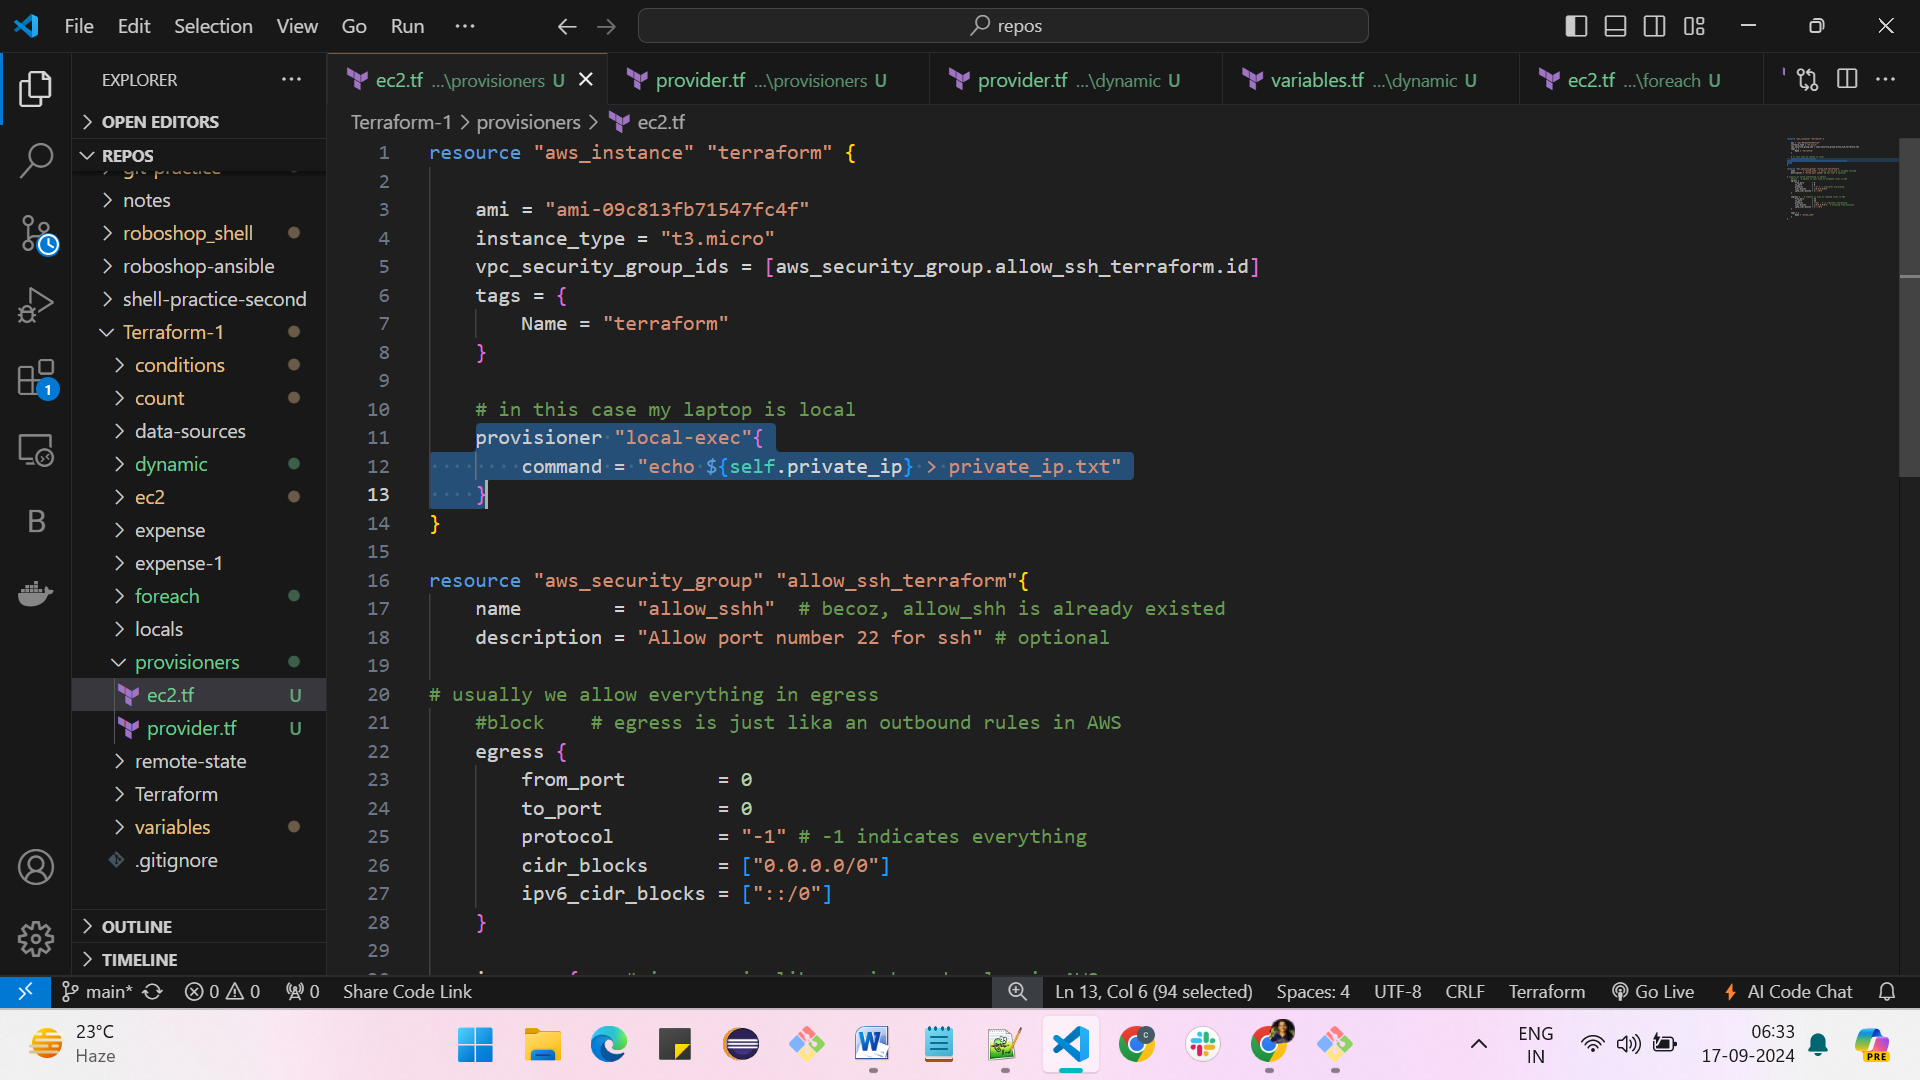 File Edit Selection View Go Run ··· repos
EXPLORER ···
OPEN EDITORS
REPOS
git-practice
notes
roboshop_shell
roboshop-ansible
shell-practice-second
Terraform-1
conditions
count
data-sources
dynamic
ec2
expense
expense-1
foreach
locals
provisioners
ec2.tf U
provider.tf U
remote-state
Terraform
variables
.gitignore
OUTLINE
TIMELINE
1
B
ec2.tf ...\provisioners U provider.tf ...\provisioners U provider.tf ...\dynamic U variables.tf ...\dynamic U ec2.tf ...\foreach U ···
Terraform-1 > provisioners > ec2.tf
1 resource "aws_instance" "terraform" {
2
3 ami = "ami-09c813fb71547fc4f"
4 instance_type = "t3.micro"
5 vpc_security_group_ids = [aws_security_group.allow_ssh_terraform.id]
6 tags = {
7 Name = "terraform"
8 }
9
10 # in this case my laptop is local
11 provisioner "local-exec"{
12 command = "echo ${self.private_ip} > private_ip.txt"
13 }
14 }
15
16 resource "aws_security_group" "allow_ssh_terraform"{
17 name = "allow_sshh" # becoz, allow_shh is already existed
18 description = "Allow port number 22 for ssh" # optional
19
20 # usually we allow everything in egress
21 #block # egress is just lika an outbound rules in AWS
22 egress {
23 from_port = 0
24 to_port = 0
25 protocol = "-1" # -1 indicates everything
26 cidr_blocks = ["0.0.0.0/0"]
27 ipv6_cidr_blocks = ["::/0"]
28 }
29
main* 0 0 0 Share Code Link Ln 13, Col 6 (94 selected) Spaces: 4 UTF-8 CRLF Terraform Go Live AI Code Chat
23°C
Haze
ENG
IN
06:33
17-09-2024
PRE